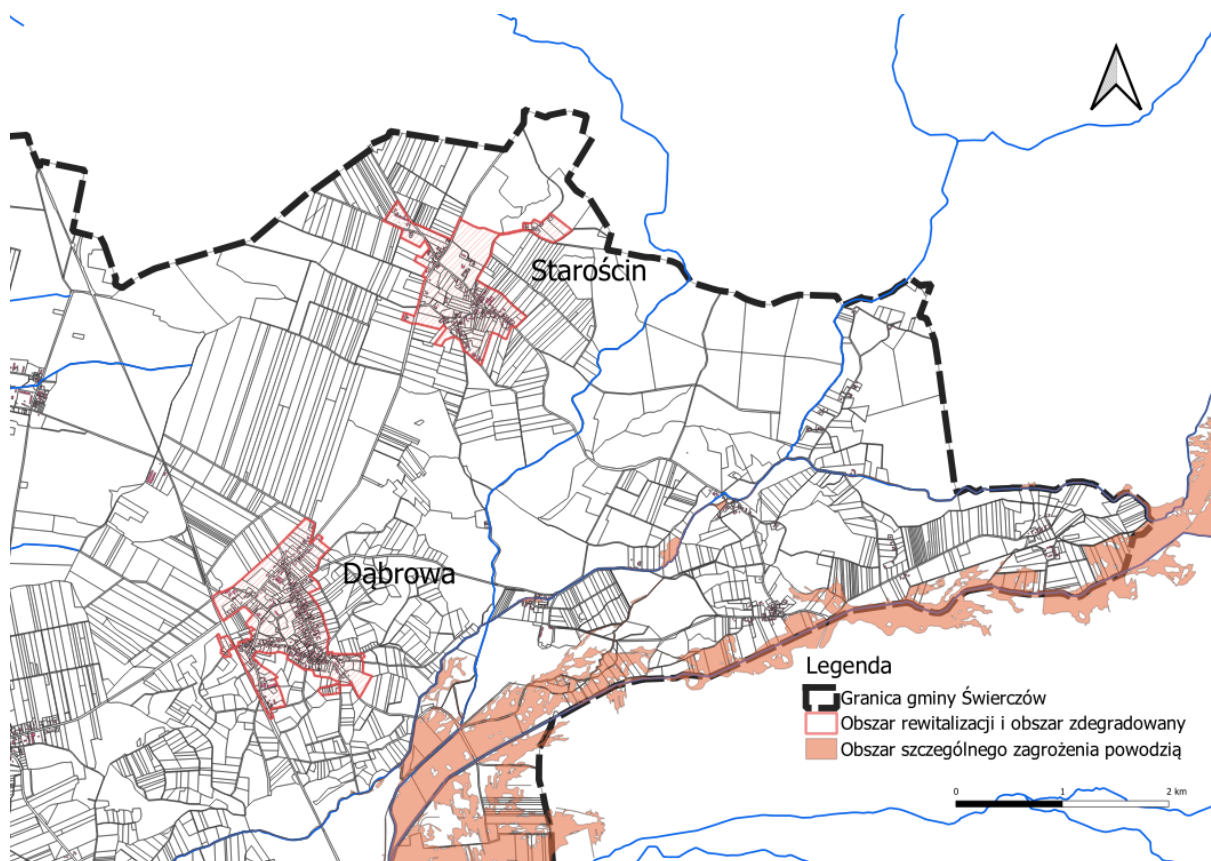 Starościn
Dąbrowa
Legenda
Granica gminy Świerczów
Obszar rewitalizacji i obszar zdegradowany
Obszar szczególnego zagrożenia powodzią
0 1 2 km